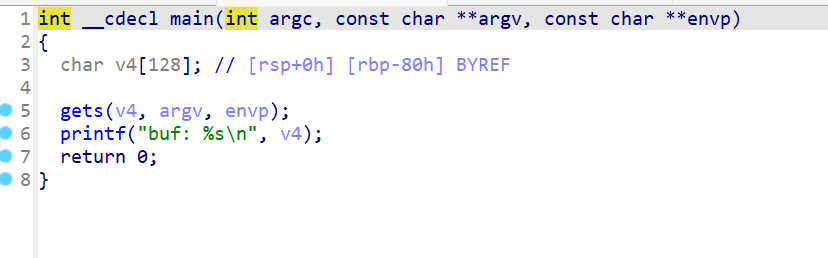 1 int __cdecl main(int argc, const char **argv, const char **envp)
2 {
3   char v4[128]; // [rsp+0h] [rbp-80h] BYREF
4
5   gets(v4, argv, envp);
6   printf("buf: %s\n", v4);
7   return 0;
8 }